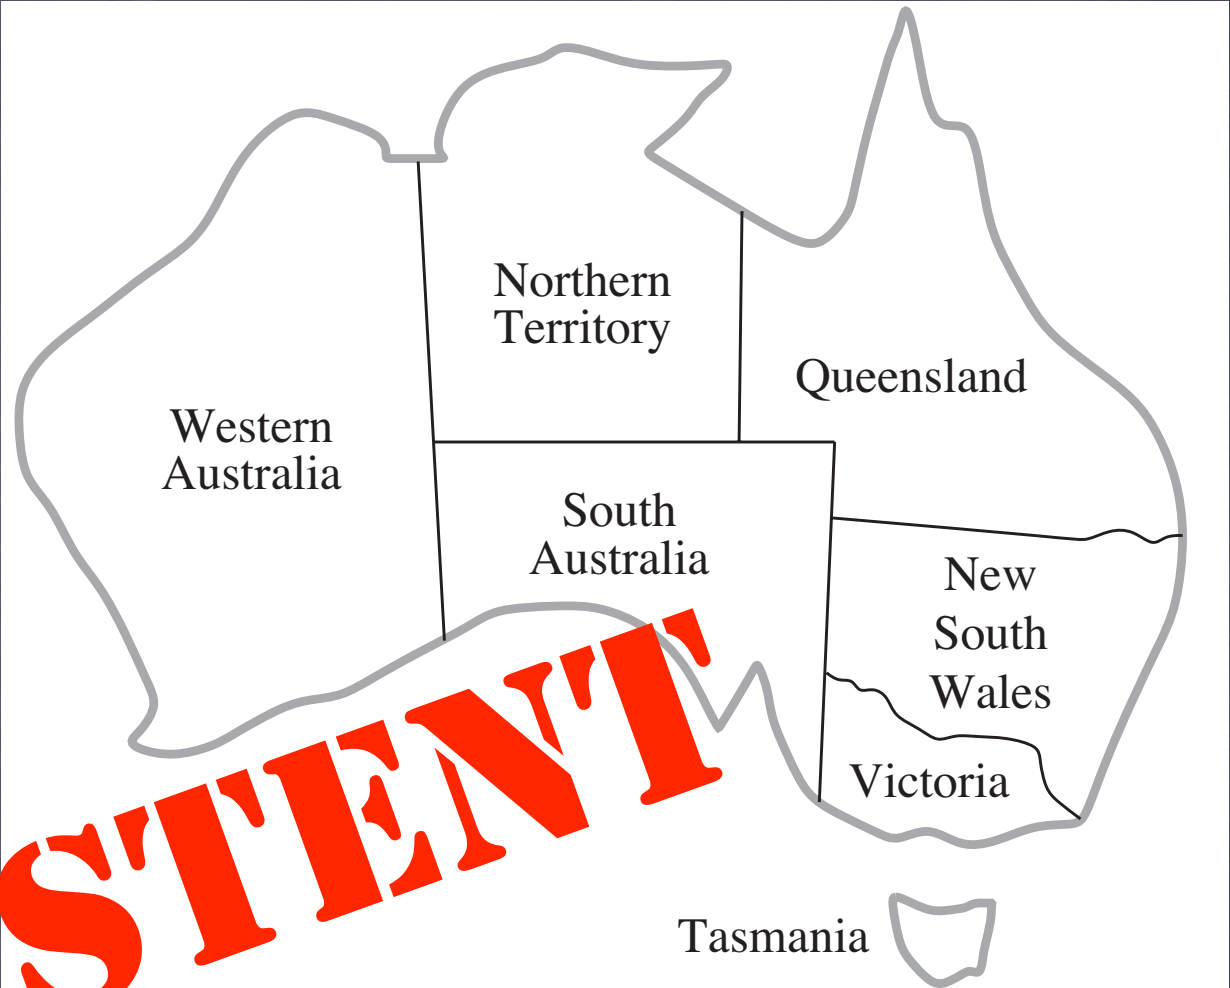 Northern
Territory
Queensland
Western
Australia
South
Australia
New
South
Wales
Victoria
STENT
Tasmania